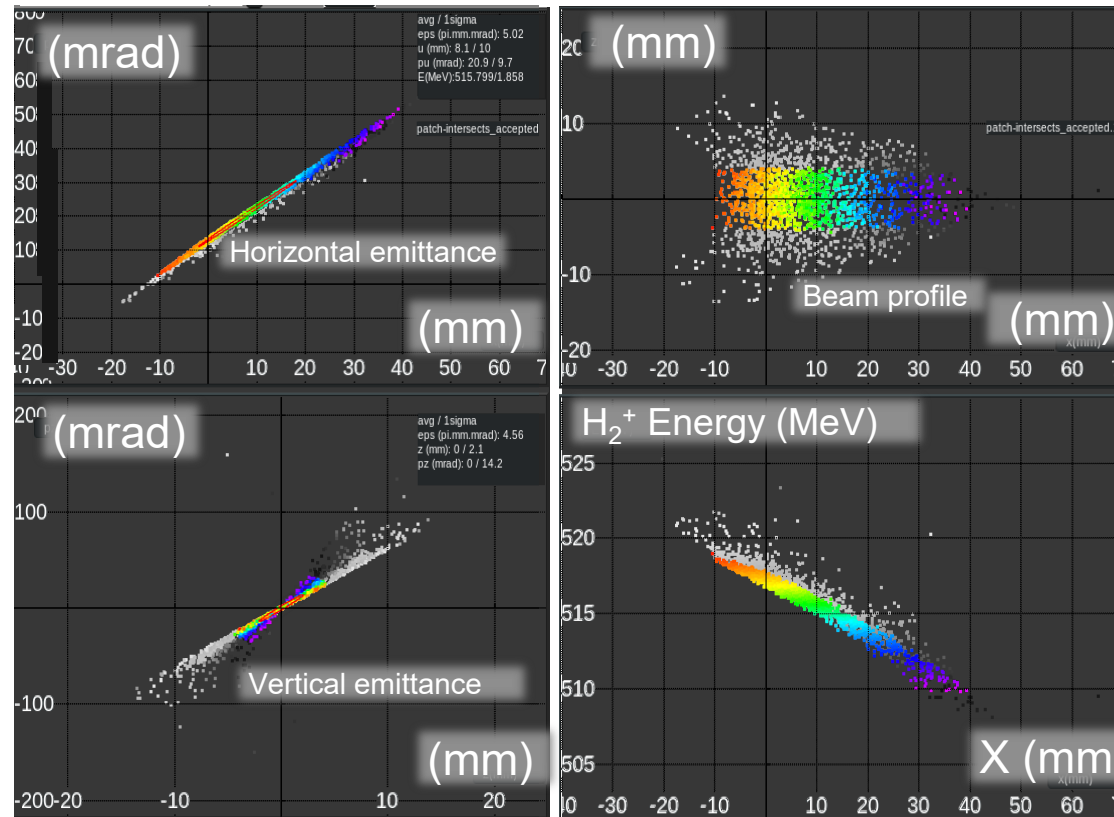 800
(mrad)
avg / 1sigma
eps (pi.mm.mrad): 5.02
u (mm): 8.1 / 10
pu (mrad): 20.9 / 9.7
E(MeV):515.799/1.858
patch-intersects_accepted
Horizontal emittance
-10
-20
-30 -20 -10 10 20 30 40 50 60
(mm)
(mm)
20
10
patch-intersects_accepted.
-10
Beam profile
(mm)
x(mm)
-20
-30 -20 -10 10 20 30 40 50 60
200
(mrad)
avg / 1sigma
eps (pi.mm.mrad): 4.56
z (mm): 0 / 2.1
pz (mrad): 0 / 14.2
100
Vertical emittance
-100
(mm)
-200 -20 -10 10 20
H₂⁺ Energy (MeV)
525
520
515
510
505
X (mm
x(mm)
-30 -20 -10 10 20 30 40 50 60